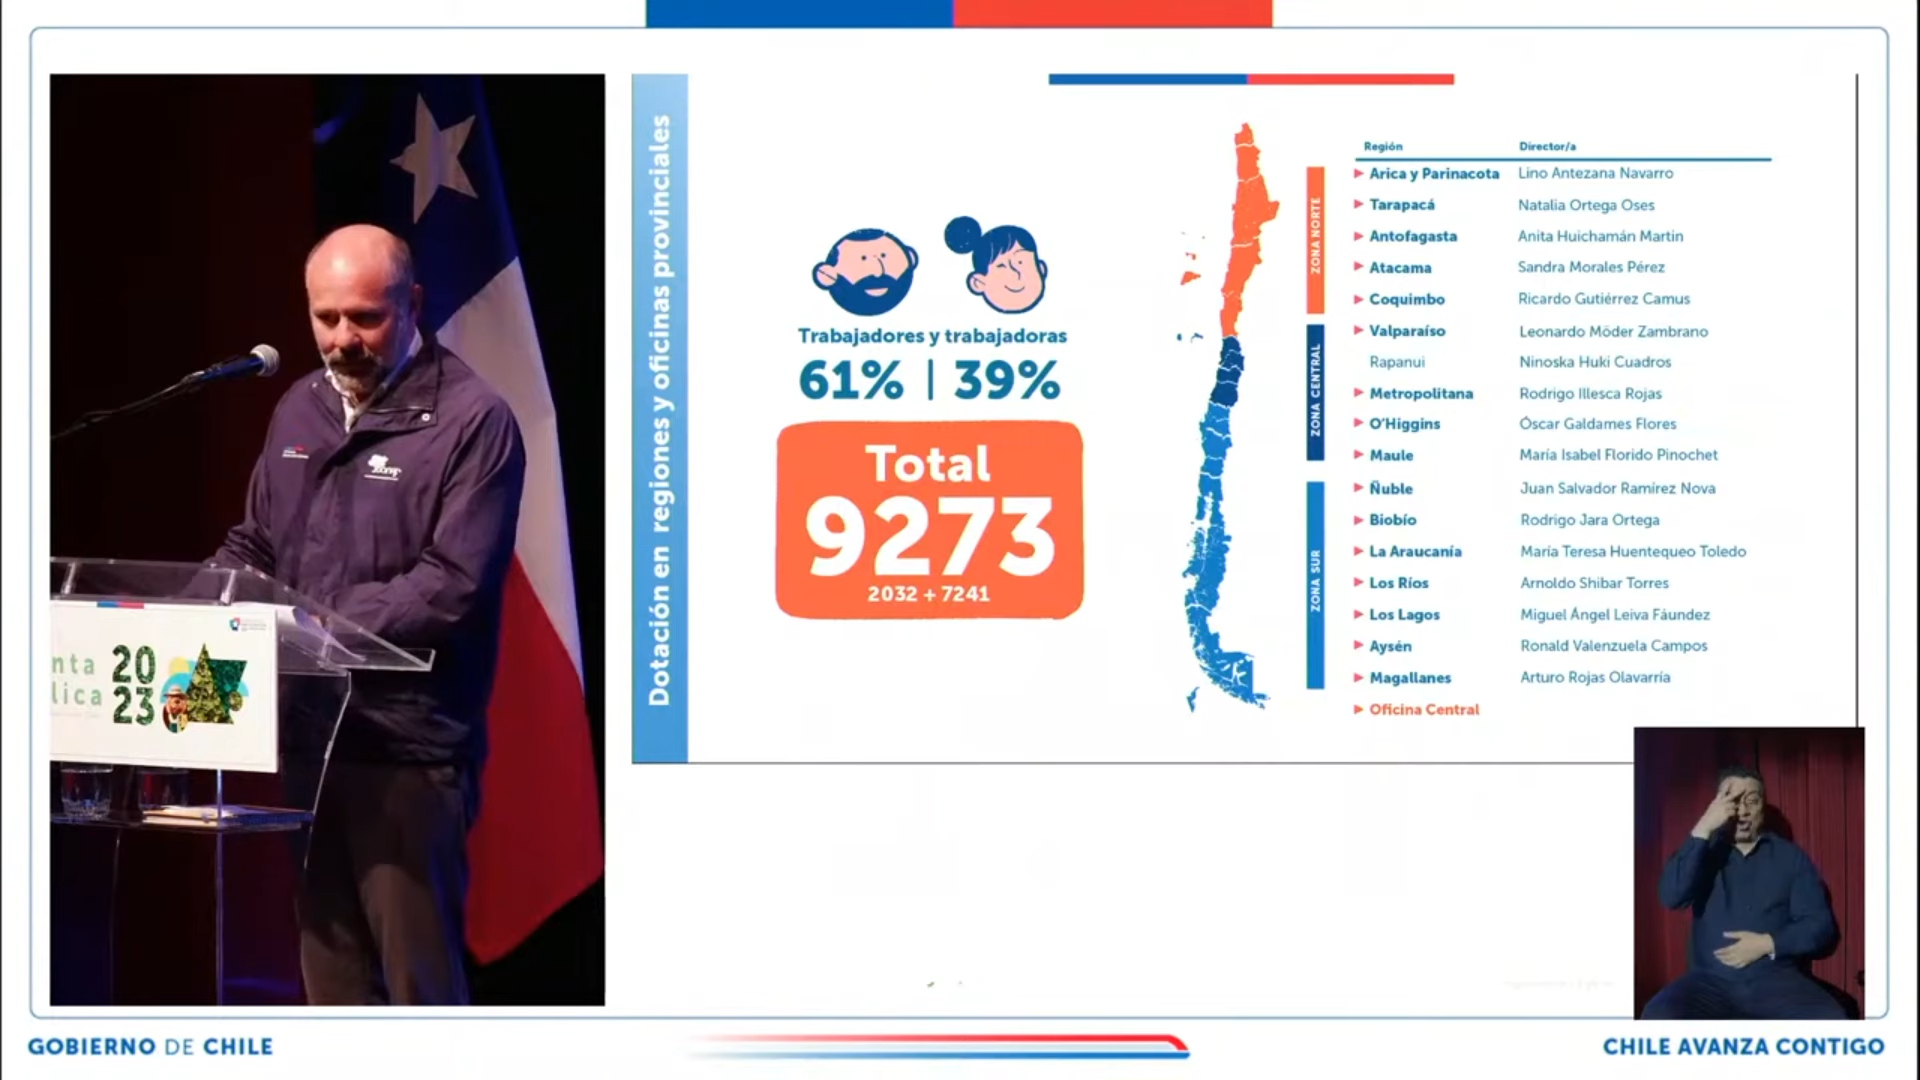 nta
lica
20
23
Dotación en regiones y oficinas provinciales
Trabajadores y trabajadoras
61% | 39%
Total
9273
2032 + 7241
ZONA NORTE
ZONA CENTRAL
ZONA SUR
Región Director/a
Arica y Parinacota Lino Antezana Navarro
Tarapacá Natalia Ortega Oses
Antofagasta Anita Huichamán Martin
Atacama Sandra Morales Pérez
Coquimbo Ricardo Gutiérrez Camus
Valparaíso Leonardo Möder Zambrano
Rapanui Ninoska Huki Cuadros
Metropolitana Rodrigo Illesca Rojas
O'Higgins Óscar Galdames Flores
Maule María Isabel Florido Pinochet
Ñuble Juan Salvador Ramírez Nova
Biobío Rodrigo Jara Ortega
La Araucanía María Teresa Huentequeo Toledo
Los Ríos Arnoldo Shibar Torres
Los Lagos Miguel Ángel Leiva Fáundez
Aysén Ronald Valenzuela Campos
Magallanes Arturo Rojas Olavarría
Oficina Central
GOBIERNO DE CHILE
CHILE AVANZA CONTIGO